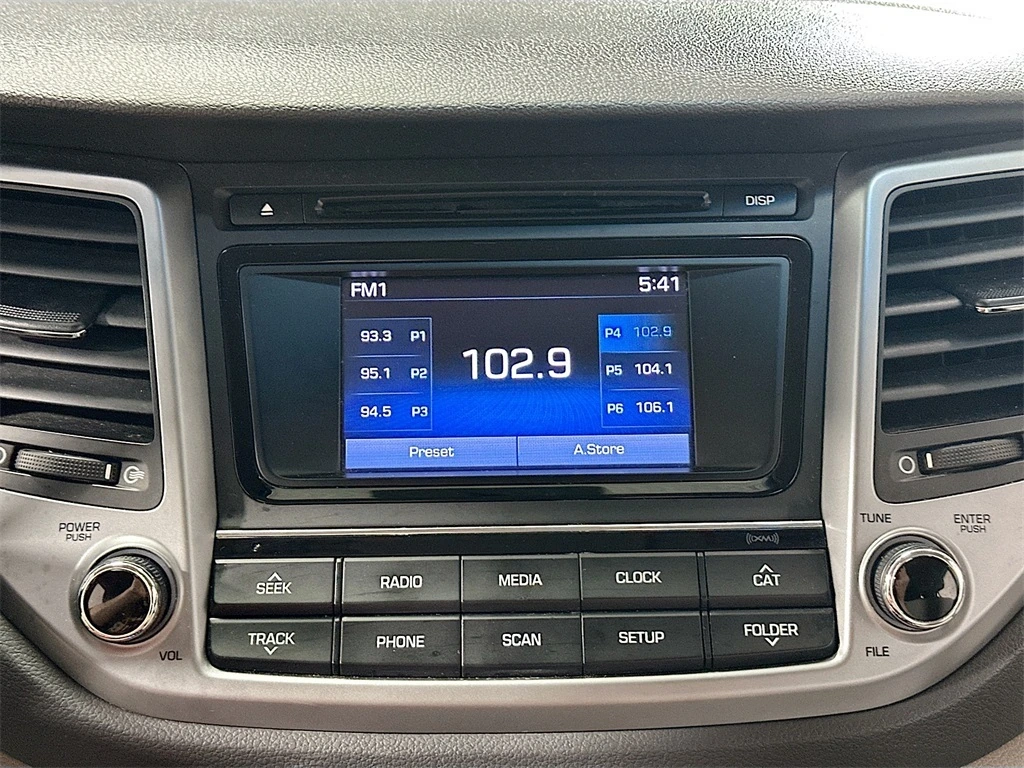 DISP
FM1 5:41
93.3 P1
95.1 P2
94.5 P3
102.9
P4 102.9
P5 104.1
P6 106.1
Preset A.Store
POWER
PUSH
VOL
TUNE
ENTER
PUSH
FILE
((XM))
SEEK RADIO MEDIA CLOCK CAT
TRACK PHONE SCAN SETUP FOLDER